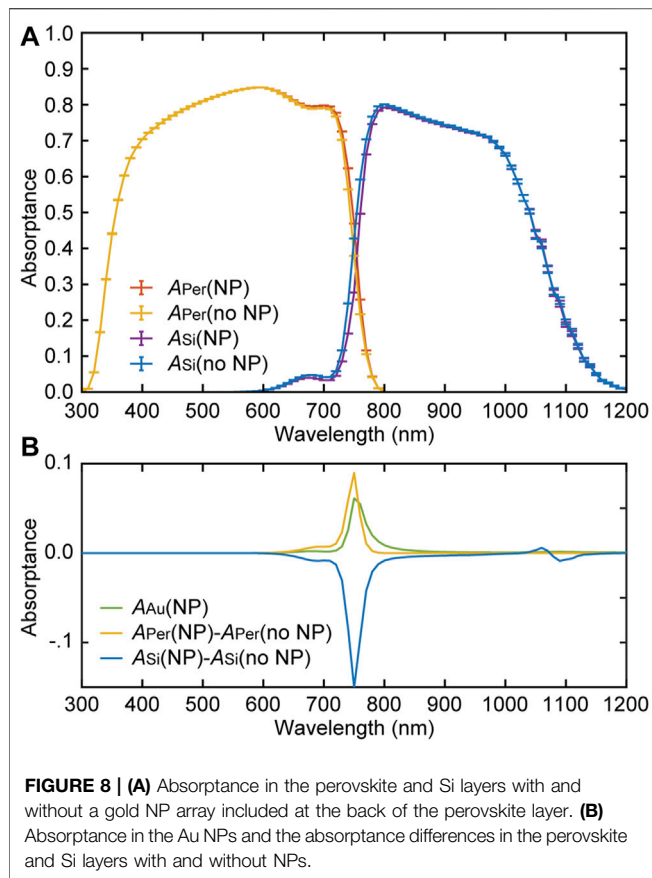 A
1.0
0.9
0.8
0.7
0.6
0.5
0.4
0.3
0.2
0.1
0.0
Absorptance
APer(NP)
APer(no NP)
ASi(NP)
ASi(no NP)
300 400 500 600 700 800 900 1000 1100 1200
Wavelength (nm)
B
0.1
0.0
-.1
Absorptance
AAu(NP)
APer(NP)-APer(no NP)
ASi(NP)-ASi(no NP)
300 400 500 600 700 800 900 1000 1100 1200
Wavelength (nm)
FIGURE 8 | (A) Absorptance in the perovskite and Si layers with and
without a gold NP array included at the back of the perovskite layer. (B)
Absorptance in the Au NPs and the absorptance differences in the perovskite
and Si layers with and without NPs.